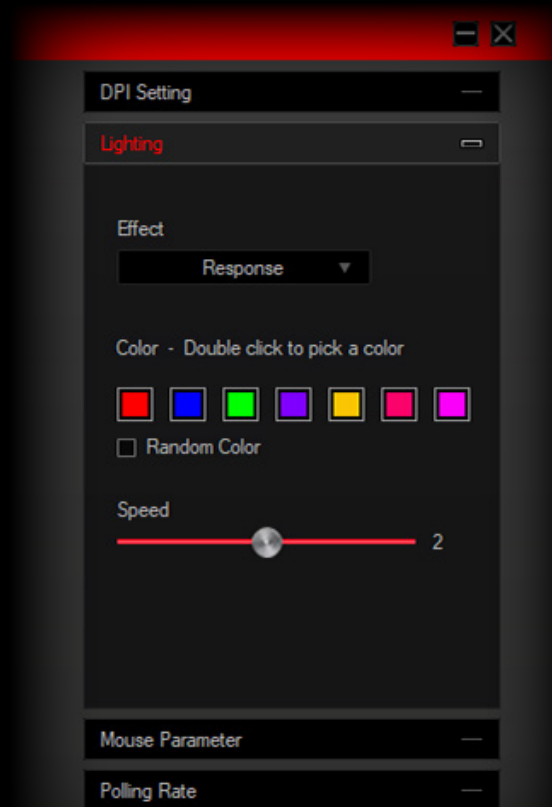 DPI Setting
Lighting
Effect
Response
Color - Double click to pick a color
Random Color
Speed
2
Mouse Parameter
Polling Rate